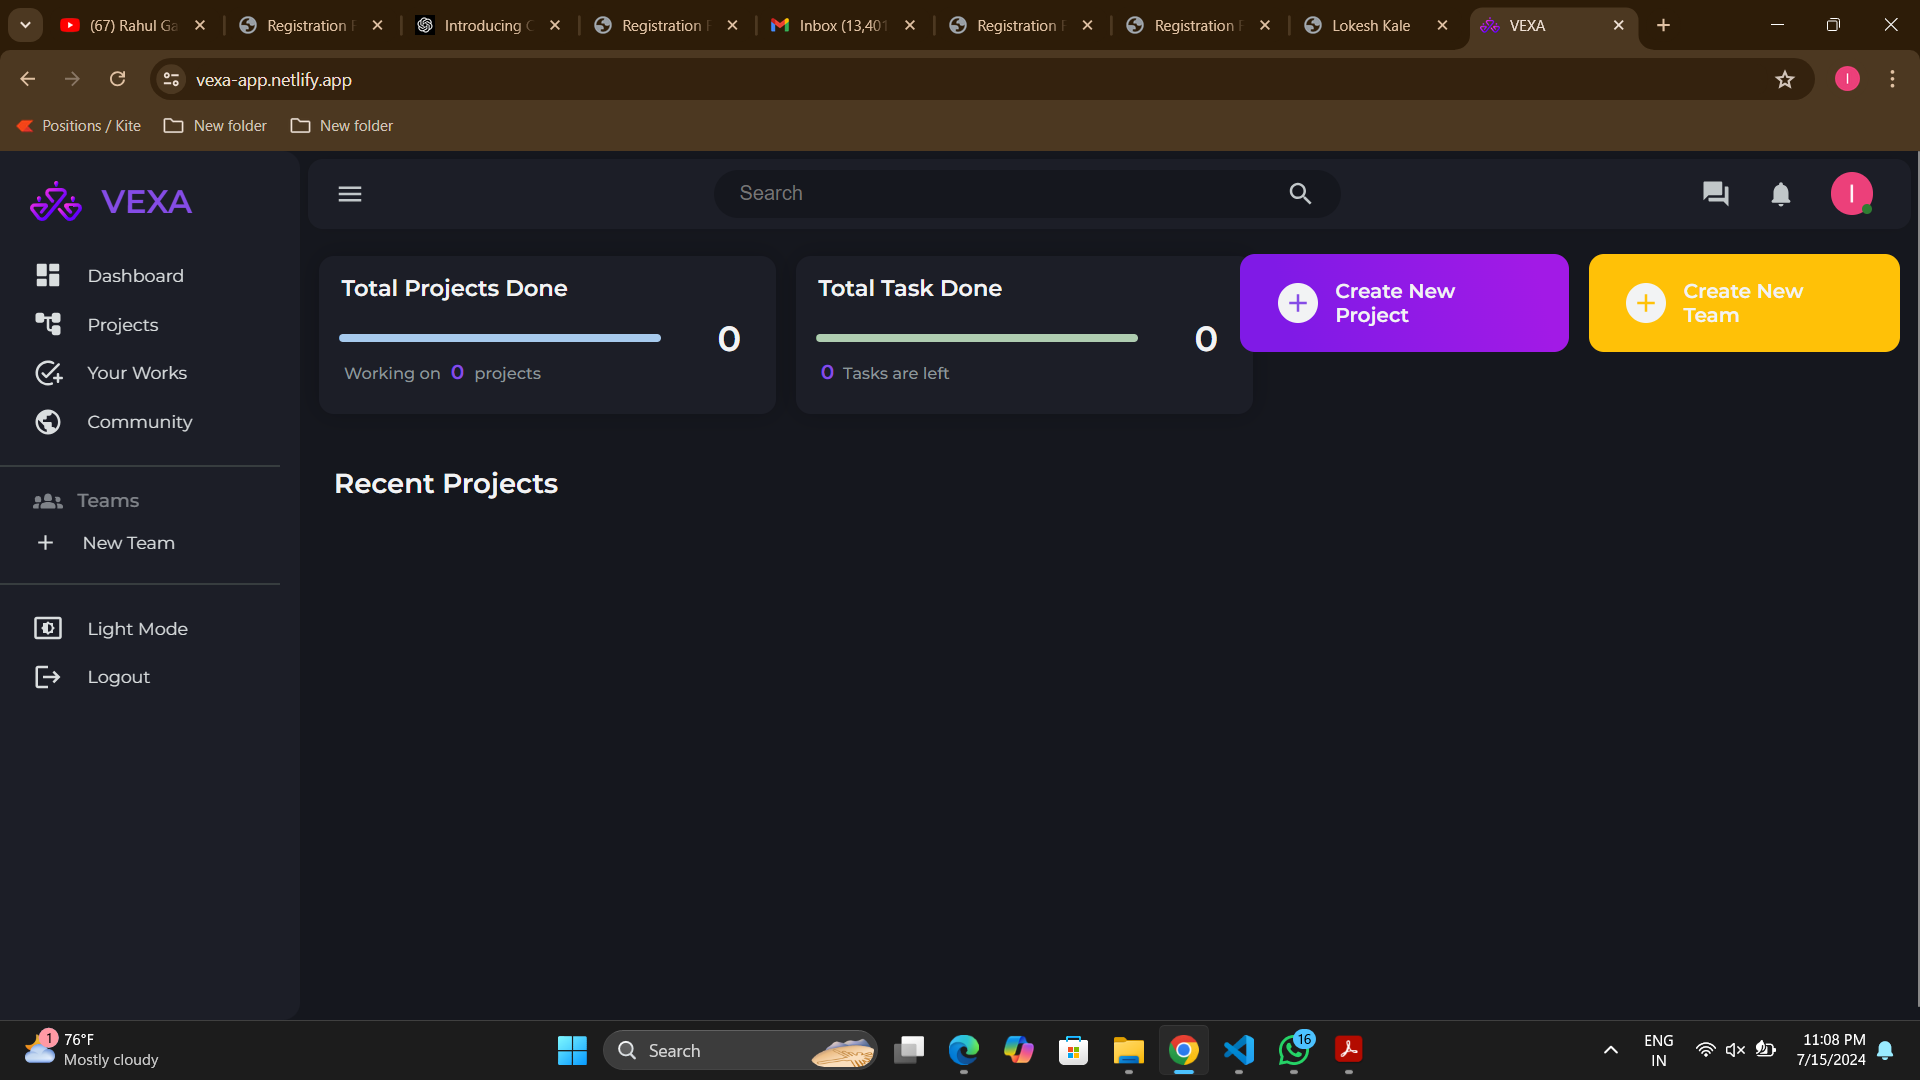 (67) Rahul Ga
Registration F
Introducing C
Registration F
Inbox (13,401
Registration F
Registration F
Lokesh Kale
VEXA
vexa-app.netlify.app
I
Positions / Kite
New folder
New folder
VEXA
Search
I
Dashboard
Projects
Your Works
Community
Teams
New Team
Light Mode
Logout
Total Projects Done
0
Working on 0 projects
Total Task Done
0
0 Tasks are left
Create New
Project
Create New
Team
Recent Projects
1
76°F
Mostly cloudy
Search
16
ENG
IN
11:08 PM
7/15/2024